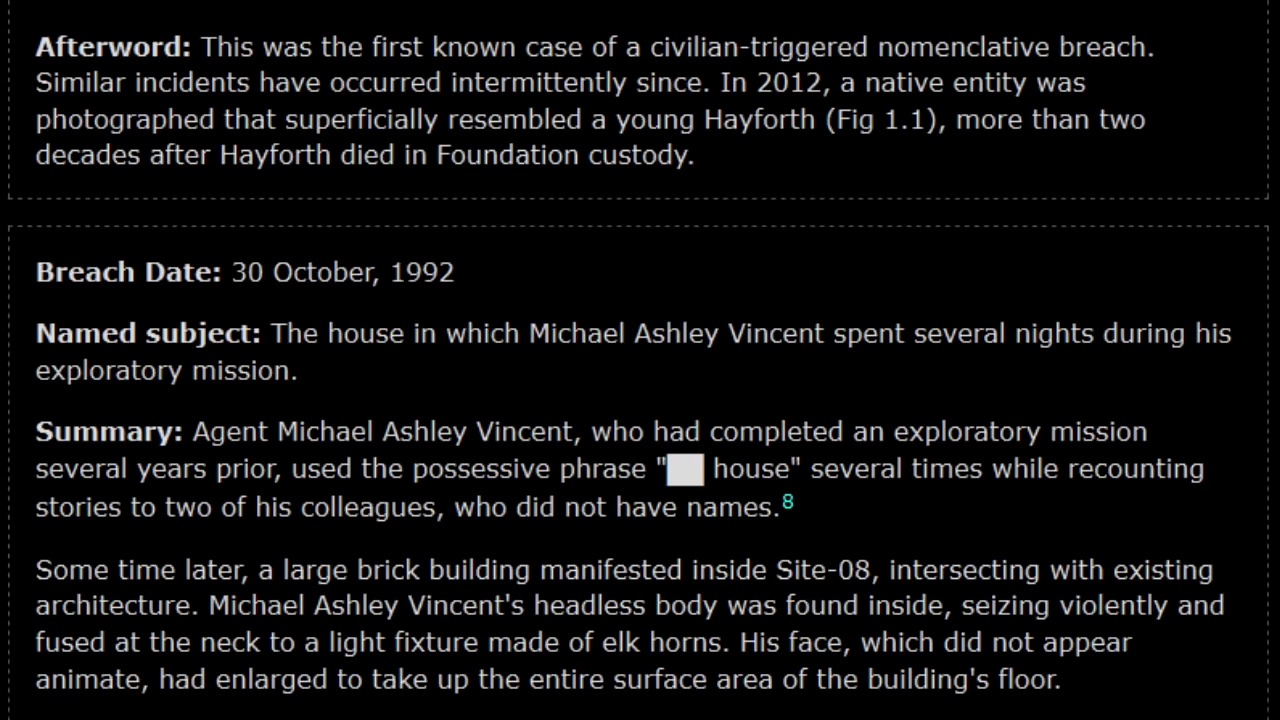 Afterword: This was the first known case of a civilian-triggered nomenclative breach.
Similar incidents have occurred intermittently since. In 2012, a native entity was
photographed that superficially resembled a young Hayforth (Fig 1.1), more than two
decades after Hayforth died in Foundation custody.
Breach Date: 30 October, 1992
Named subject: The house in which Michael Ashley Vincent spent several nights during his
exploratory mission.
Summary: Agent Michael Ashley Vincent, who had completed an exploratory mission
several years prior, used the possessive phrase " house" several times while recounting
stories to two of his colleagues, who did not have names.8
Some time later, a large brick building manifested inside Site-08, intersecting with existing
architecture. Michael Ashley Vincent's headless body was found inside, seizing violently and
fused at the neck to a light fixture made of elk horns. His face, which did not appear
animate, had enlarged to take up the entire surface area of the building's floor.